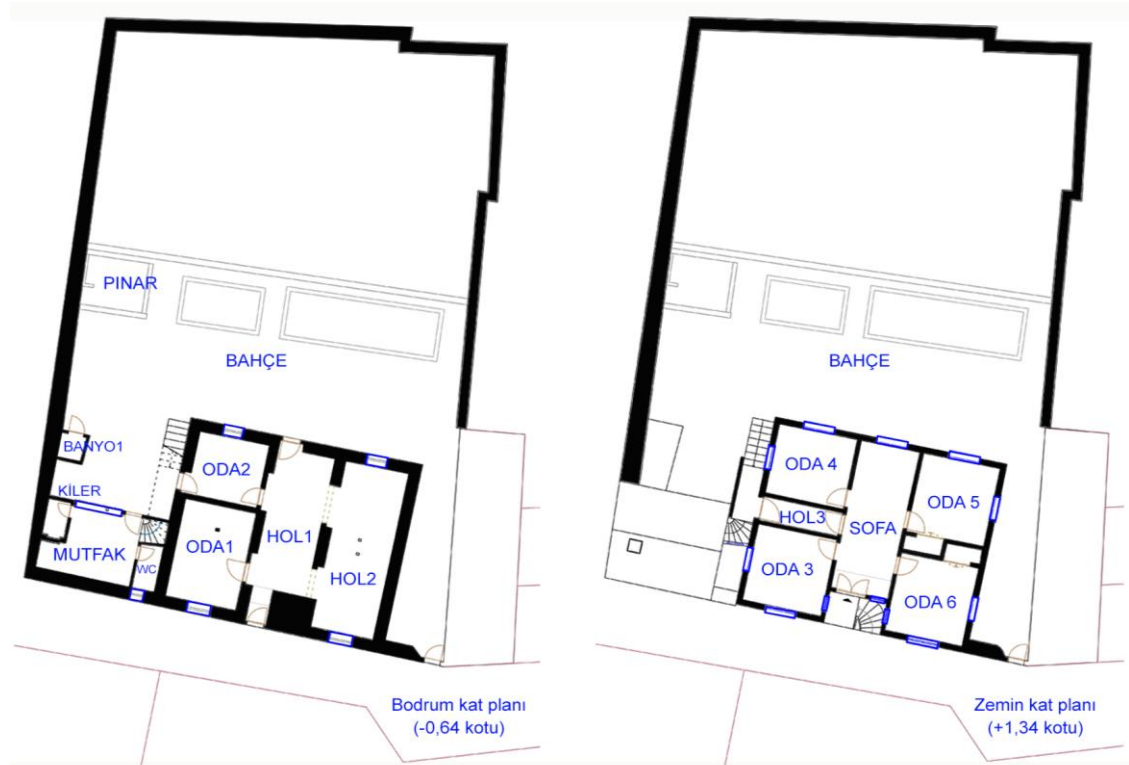 PINAR
BAHÇE
BANYO1
KİLER
MUTFAK
WC
ODA2
ODA1
HOL1
HOL2
Bodrum kat planı
(-0,64 kotu)
BAHÇE
ODA 4
HOL3
SOFA
ODA 5
ODA 3
ODA 6
Zemin kat planı
(+1,34 kotu)